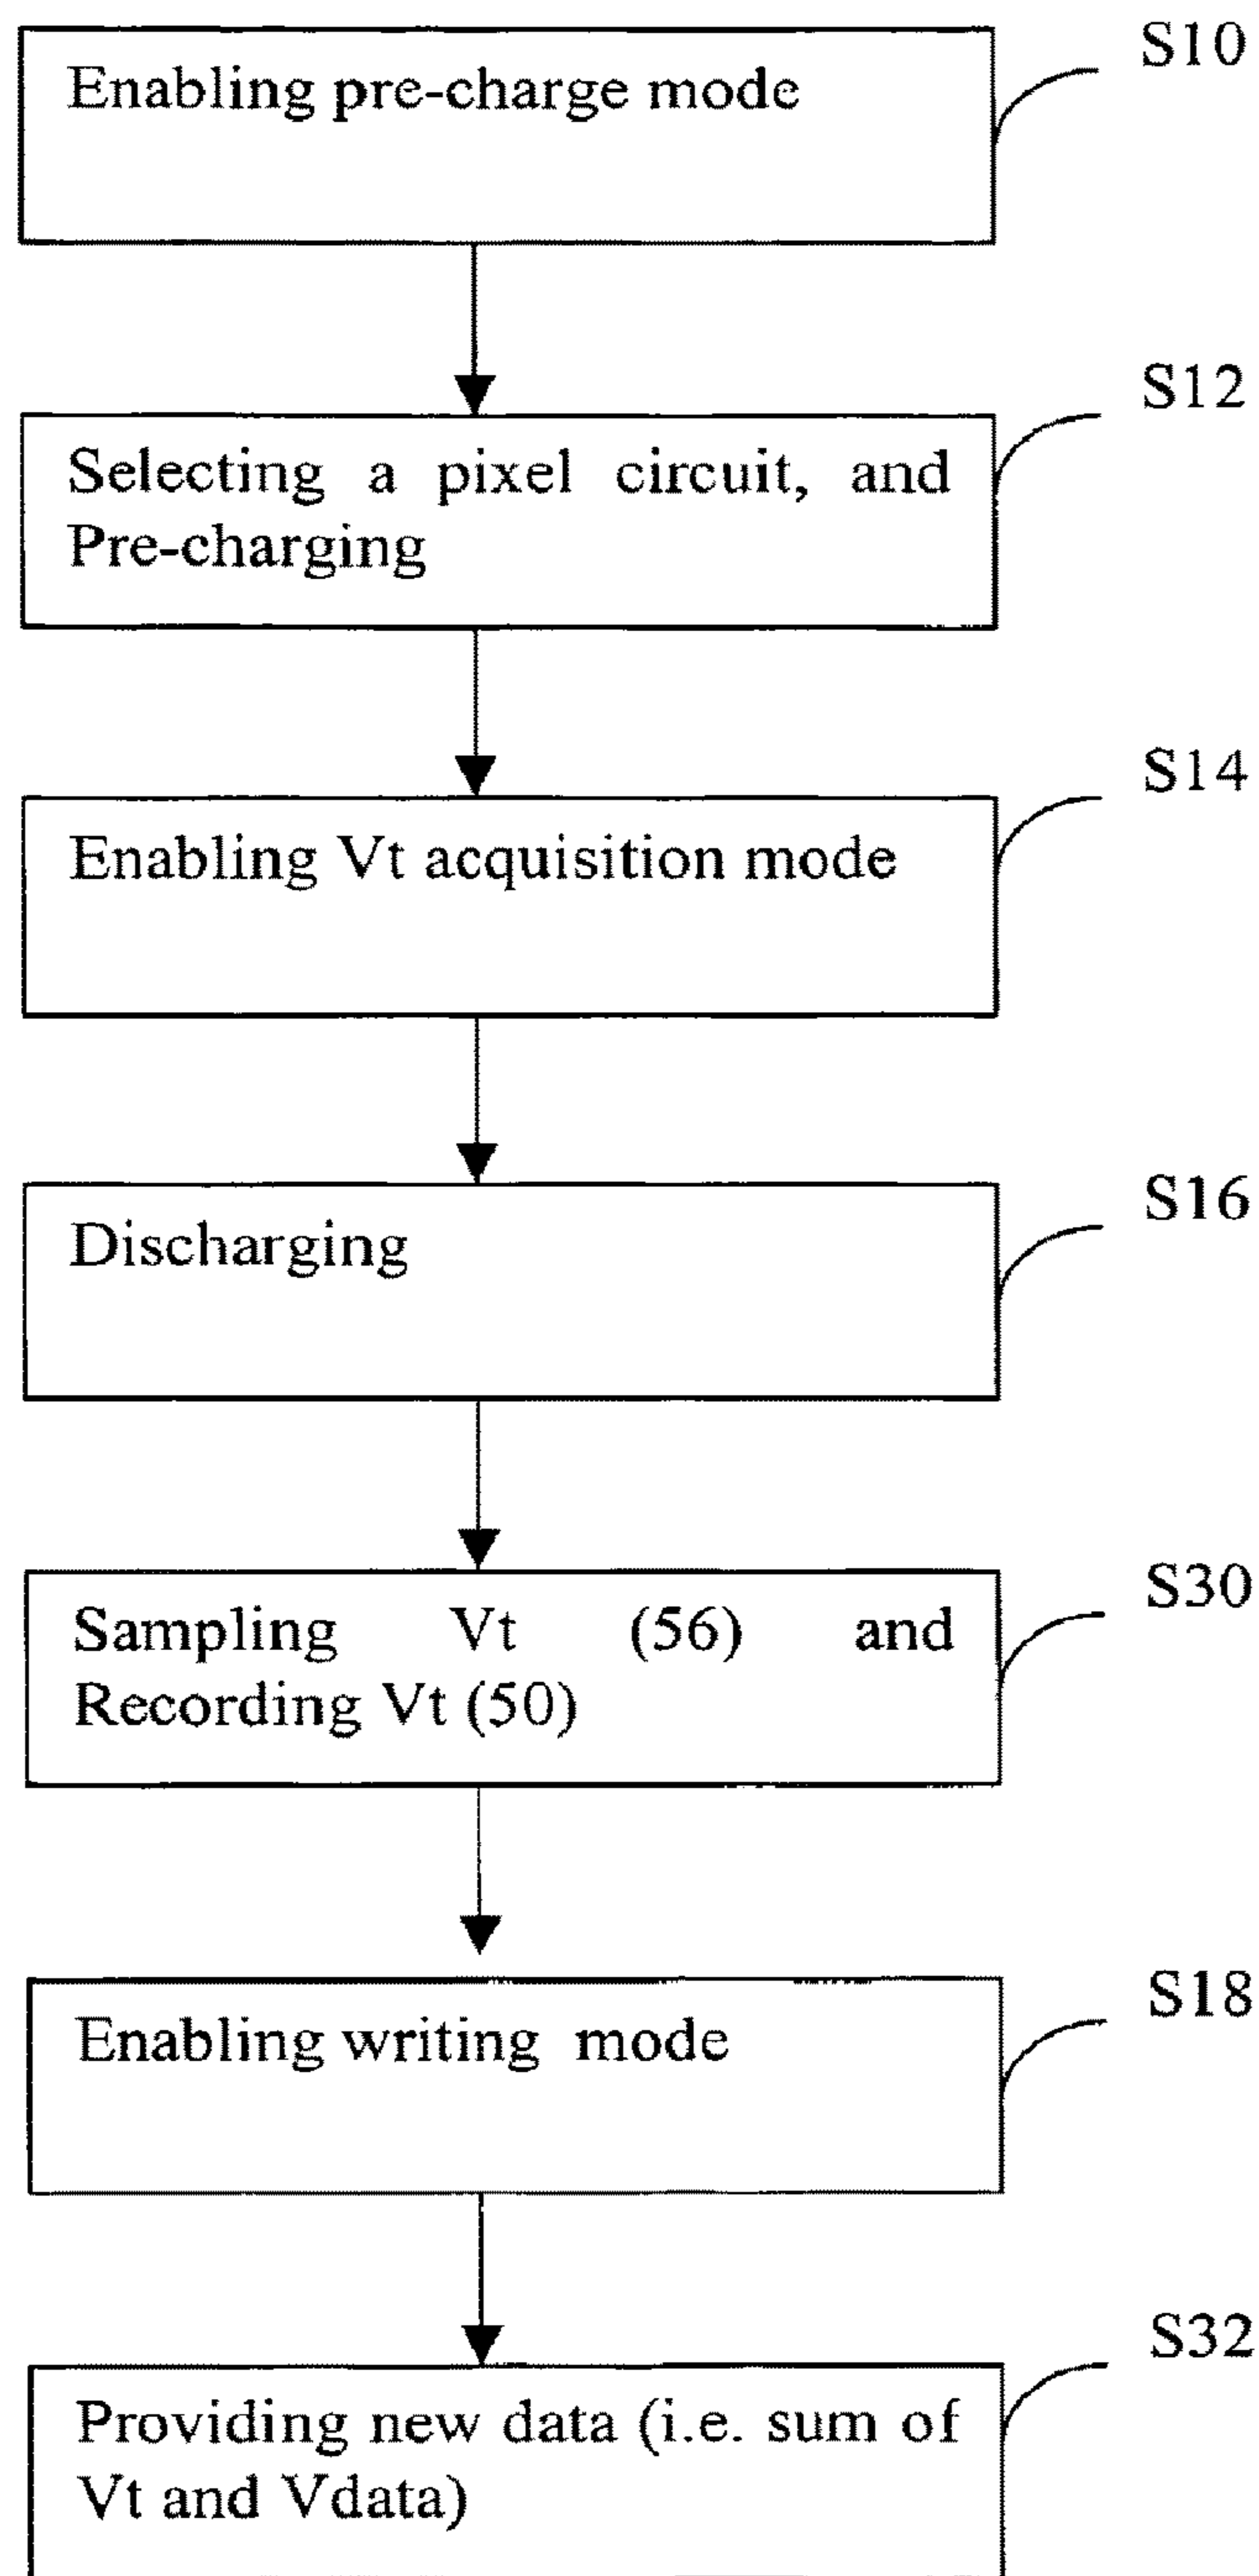 Enabling pre-charge mode
S10
Selecting a pixel circuit, and
Pre-charging
S12
Enabling Vt acquisition mode
S14
Discharging
S16
Sampling Vt (56) and
Recording Vt (50)
S30
Enabling writing mode
S18
Providing new data (i.e. sum of
Vt and Vdata)
S32